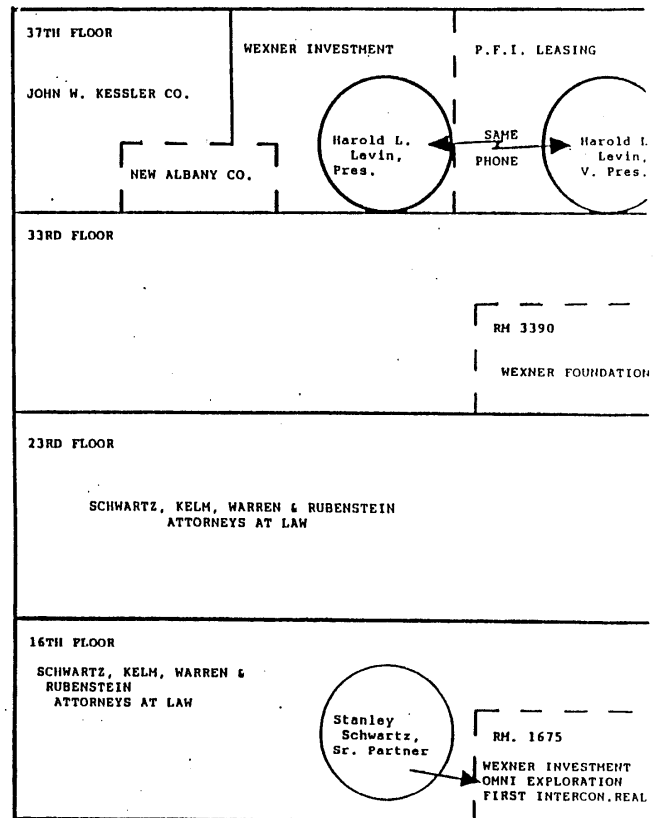 37TH FLOOR
WEXNER INVESTMENT
P.F.I. LEASING
JOHN W. KESSLER CO.
Harold L.
Levin,
Pres.
SAME
PHONE
Harold L
Levin,
V. Pres.
NEW ALBANY CO.
33RD FLOOR
RM 3390
WEXNER FOUNDATION
23RD FLOOR
SCHWARTZ, KELM, WARREN & RUBENSTEIN
ATTORNEYS AT LAW
16TH FLOOR
SCHWARTZ, KELM, WARREN &
RUBENSTEIN
ATTORNEYS AT LAW
Stanley
Schwartz,
Sr. Partner
RM. 1675
WEXNER INVESTMENT
OMNI EXPLORATION
FIRST INTERCON.REAL